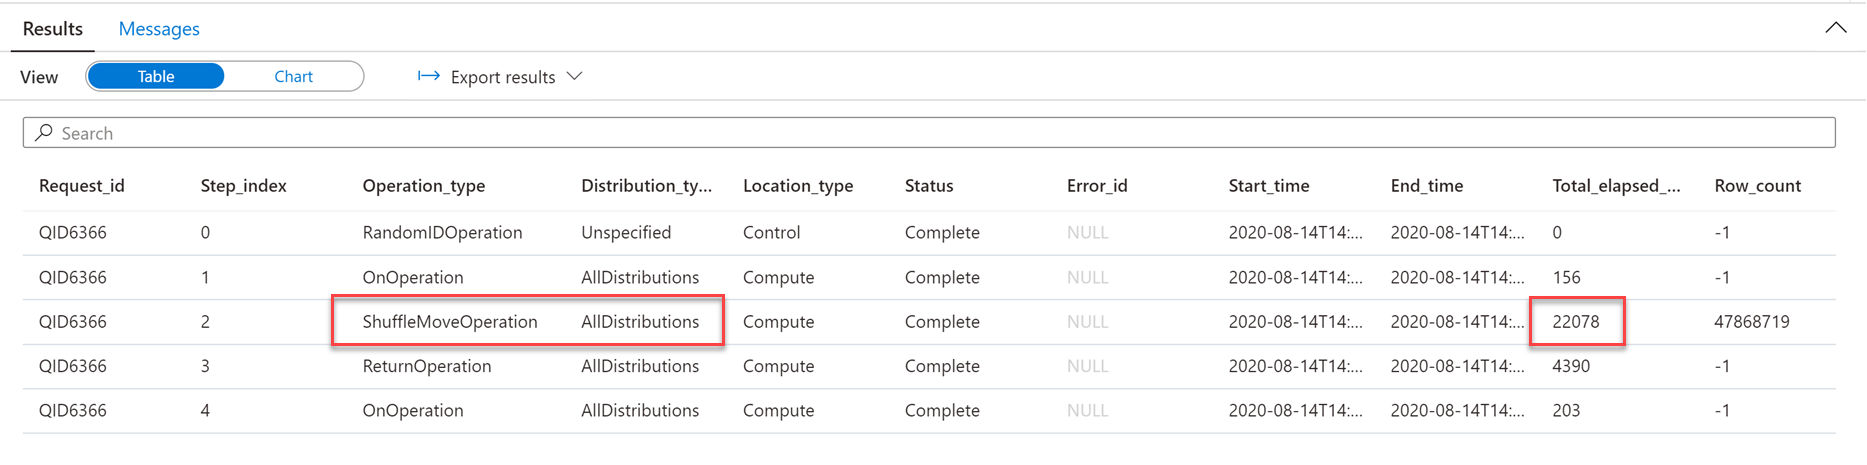 Results Messages
View Table Chart Export results
Search
Request_id Step_index Operation_type Distribution_ty... Location_type Status Error_id Start_time End_time Total_elapsed_... Row_count
QID6366 0 RandomIDOperation Unspecified Control Complete NULL 2020-08-14T14:... 2020-08-14T14:... 0 -1
QID6366 1 OnOperation AllDistributions Compute Complete NULL 2020-08-14T14:... 2020-08-14T14:... 156 -1
QID6366 2 ShuffleMoveOperation AllDistributions Compute Complete NULL 2020-08-14T14:... 2020-08-14T14:... 22078 47868719
QID6366 3 ReturnOperation AllDistributions Compute Complete NULL 2020-08-14T14:... 2020-08-14T14:... 4390 -1
QID6366 4 OnOperation AllDistributions Compute Complete NULL 2020-08-14T14:... 2020-08-14T14:... 203 -1